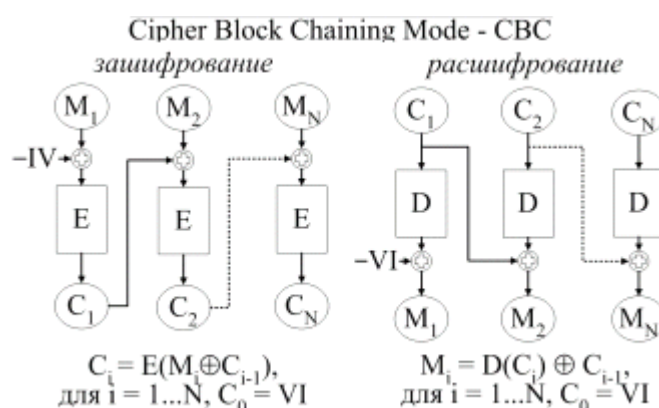 Cipher Block Chaining Mode - CBC
зашифрование
расшифрование
M1 M2 MN
–IV
E E E
C1 C2 CN
Ci = E(Mi⊕Ci-1),
для i = 1...N, C0 = VI
C1 C2 CN
D D D
–VI
M1 M2 MN
Mi = D(Ci) ⊕ Ci-1,
для i = 1...N, C0 = VI